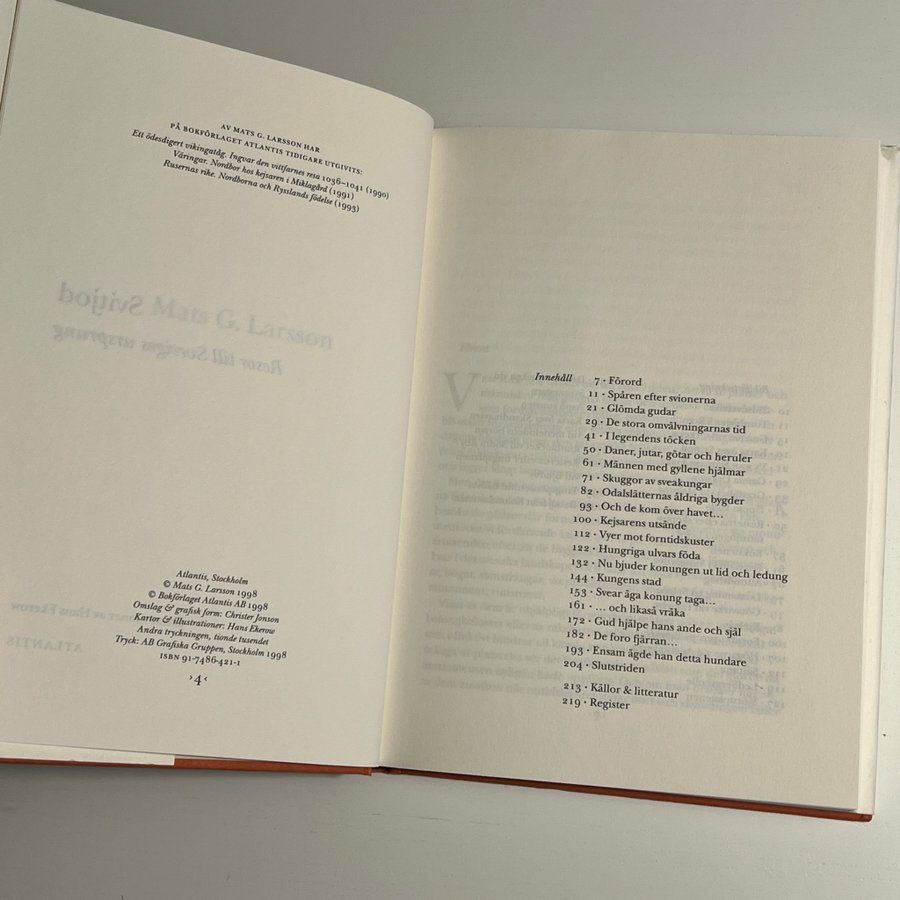 AV MATS G. LARSSON HAR
PÅ BOKFÖRLAGET ATLANTIS TIDIGARE UTGIVITS:
Ett ödesdigert vikingatåg. Ingvar den vittfarnes resa 1036–1041 (1990)
Väringar. Nordbor hos kejsaren i Miklagård (1991)
Rusernas rike. Nordborna och Rysslands födelse (1993)
Mats G. Larsson Svitjod
Resor till Sveriges ursprung
Atlantis, Stockholm
© Mats G. Larsson 1998
© Bokförlaget Atlantis AB 1998
Omslag & grafisk form: Christer Jonson
Kartor & illustrationer: Hans Ekerow
Andra tryckningen, tionde tusendet
Tryck: AB Grafiska Gruppen, Stockholm 1998
ISBN 91-7486-421-1
ATLANTIS
›4‹
Innehåll
7 · Förord
11 · Spåren efter svionerna
21 · Glömda gudar
29 · De stora omvälvningarnas tid
41 · I legendens töcken
50 · Daner, jutar, götar och heruler
61 · Männen med gyllene hjälmar
71 · Skuggor av sveakungar
82 · Odalslätternas åldriga bygder
93 · Och de kom över havet…
100 · Kejsarens utsände
112 · Vyer mot forntidskuster
122 · Hungriga ulvars föda
132 · Nu bjuder konungen ut lid och ledung
144 · Kungens stad
153 · Svear äga konung taga…
161 · … och likaså vräka
172 · Gud hjälpe hans ande och själ
182 · De foro fjärran…
193 · Ensam ägde han detta hundare
204 · Slutstriden
213 · Källor & litteratur
219 · Register